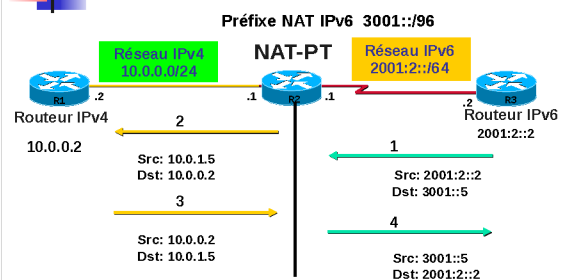 Préfixe NAT IPv6 3001::/96
Réseau IPv4
10.0.0.0/24
NAT-PT
Réseau IPv6
2001:2::/64
R1
.2
.1
R2
.1
.2
R3
Routeur IPv4
10.0.0.2
Routeur IPv6
2001:2::2
2
Src: 10.0.1.5
Dst: 10.0.0.2
1
Src: 2001:2::2
Dst: 3001::5
3
Src: 10.0.0.2
Dst: 10.0.1.5
4
Src: 3001::5
Dst: 2001:2::2